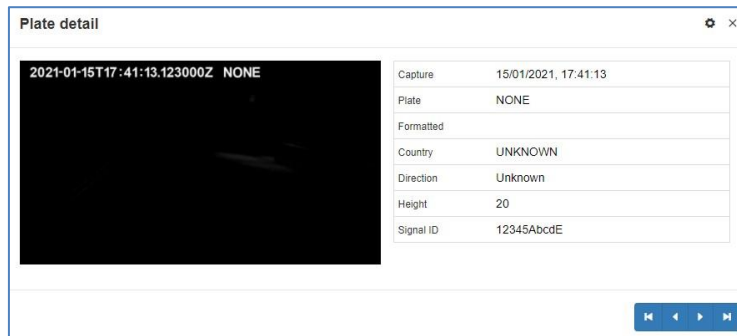 Plate detail
2021-01-15T17:41:13.123000Z NONE
Capture 15/01/2021, 17:41:13
Plate NONE
Formatted
Country UNKNOWN
Direction Unknown
Height 20
Signal ID 12345AbcdE